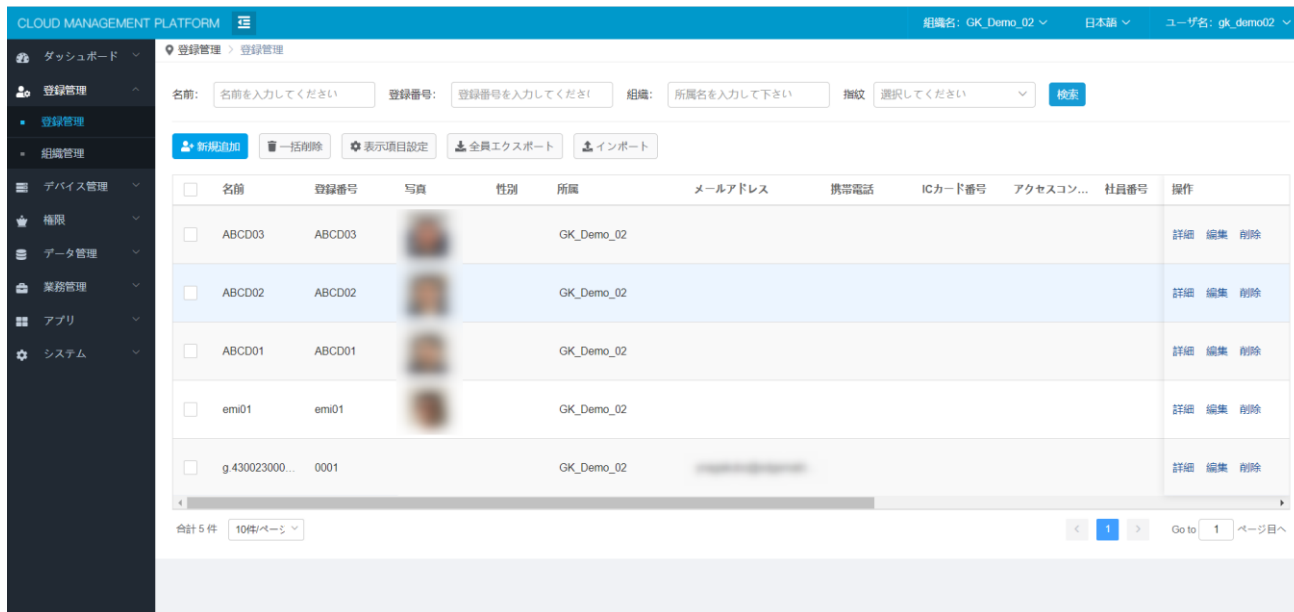 CLOUD MANAGEMENT PLATFORM 組織名: GK_Demo_02 日本語 ユーザ名: gk_demo02
ダッシュボード
登録管理
登録管理
組織管理
デバイス管理
権限
データ管理
業務管理
アプリ
システム
登録管理 > 登録管理
名前: 名前を入力してください 登録番号: 登録番号を入力してくださ 組織: 所属名を入力して下さい 指紋 選択してください 検索
新規追加 一括削除 表示項目設定 全員エクスポート インポート
名前 登録番号 写真 性別 所属 メールアドレス 携帯電話 ICカード番号 アクセスコン... 社員番号 操作
ABCD03 ABCD03 GK_Demo_02 詳細 編集 削除
ABCD02 ABCD02 GK_Demo_02 詳細 編集 削除
ABCD01 ABCD01 GK_Demo_02 詳細 編集 削除
emi01 emi01 GK_Demo_02 詳細 編集 削除
g.430023000... 0001 GK_Demo_02 詳細 編集 削除
合計 5 件 10件/ページ < 1 > Go to 1 ページ目へ